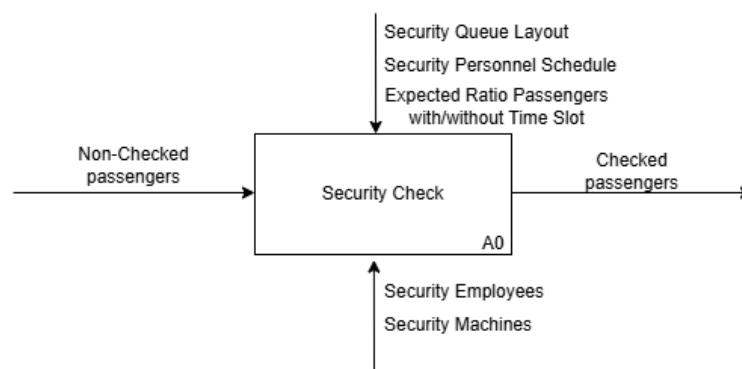 Security Queue Layout
Security Personnel Schedule
Expected Ratio Passengers
with/without Time Slot
Non-Checked
passengers
Security Check
A0
Checked
passengers
Security Employees
Security Machines